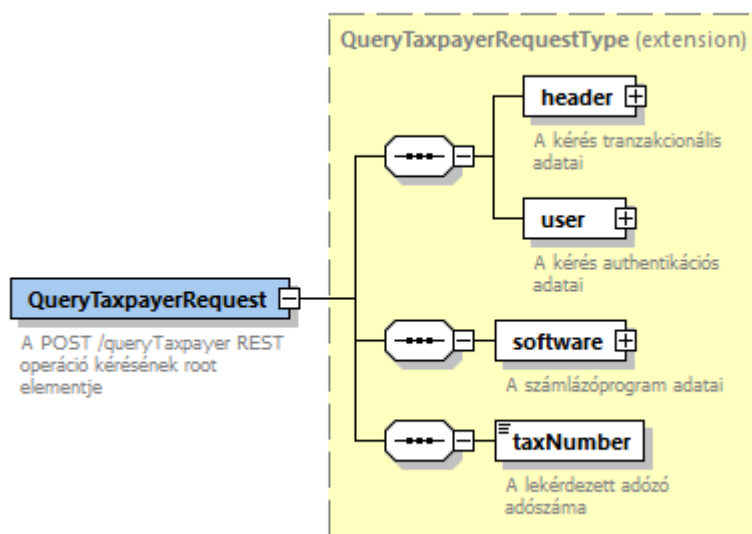 QueryTaxpayerRequestType (extension)
header
A kérés tranzakcionális
adatai
user
A kérés authentikációs
adatai
QueryTaxpayerRequest
A POST /queryTaxpayer REST
operáció kérésének root
elementje
software
A számlázóprogram adatai
taxNumber
A lekérdezett adózó
adószáma